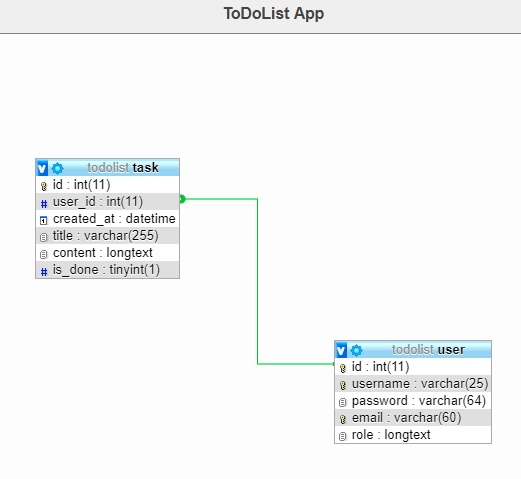 ToDoList App
todolist task
id : int(11)
user_id : int(11)
created_at : datetime
title : varchar(255)
content : longtext
is_done : tinyint(1)
todolist user
id : int(11)
username : varchar(25)
password : varchar(64)
email : varchar(60)
role : longtext